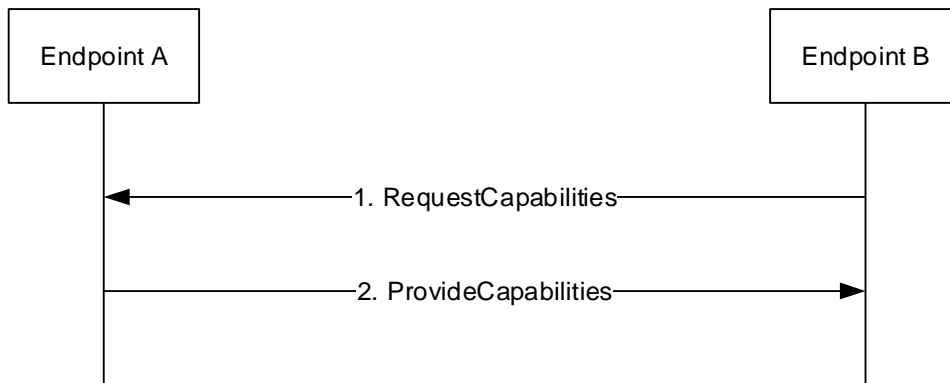 Endpoint A
Endpoint B
1. RequestCapabilities
2. ProvideCapabilities